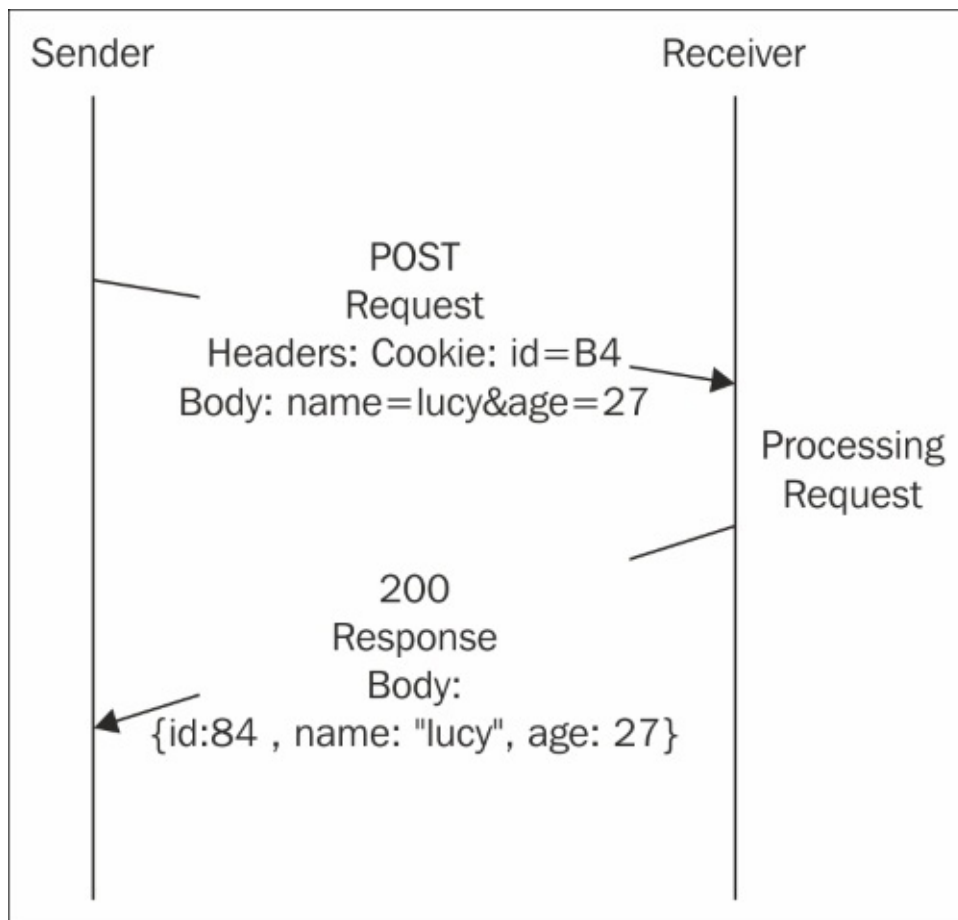 Sender
Receiver
POST
Request
Headers: Cookie: id=B4
Body: name=lucy&age=27
Processing
Request
200
Response
Body:
{id:84 , name: "lucy", age: 27}